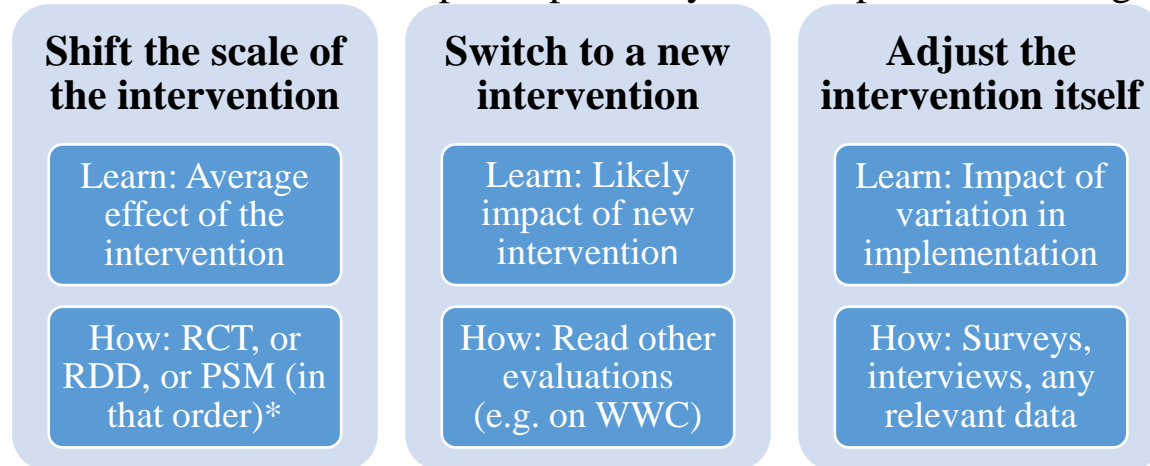 Shift the scale of
the intervention
Learn: Average
effect of the
intervention
How: RCT, or
RDD, or PSM (in
that order)*
Switch to a new
intervention
Learn: Likely
impact of new
intervention
How: Read other
evaluations
(e.g. on WWC)
Adjust the
intervention itself
Learn: Impact of
variation in
implementation
How: Surveys,
interviews, any
relevant data